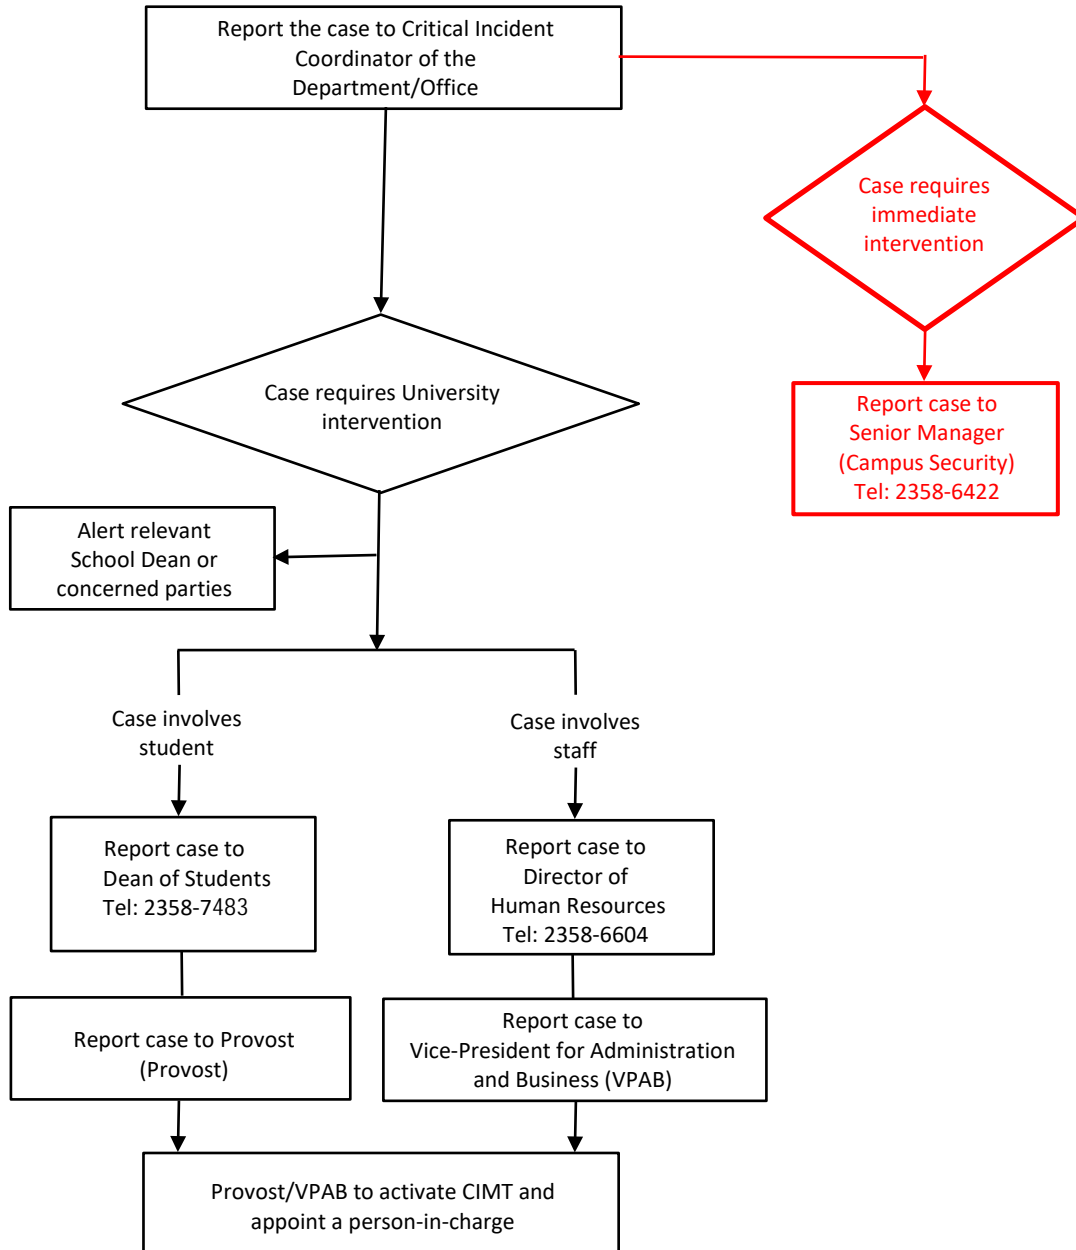 Report the case to Critical Incident
Coordinator of the
Department/Office
Case requires
immediate
intervention
Report case to
Senior Manager
(Campus Security)
Tel: 2358-6422
Case requires University
intervention
Alert relevant
School Dean or
concerned parties
Case involves
student
Case involves
staff
Report case to
Dean of Students
Tel: 2358-7483
Report case to
Director of
Human Resources
Tel: 2358-6604
Report case to Provost
(Provost)
Report case to
Vice-President for Administration
and Business (VPAB)
Provost/VPAB to activate CIMT and
appoint a person-in-charge